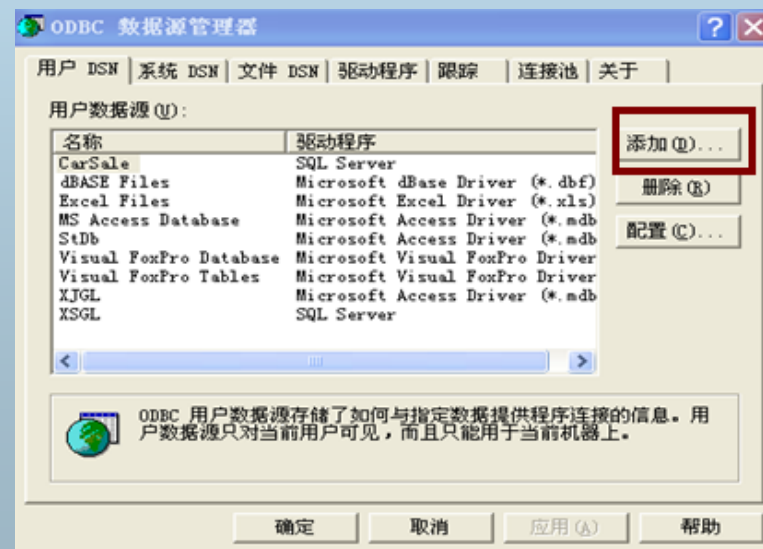 ODBC 数据源管理器
用户 DSN 系统 DSN 文件 DSN 驱动程序 跟踪 连接池 关于
用户数据源(U):
名称 驱动程序
CarSale SQL Server
dBASE Files Microsoft dBase Driver (*.dbf)
Excel Files Microsoft Excel Driver (*.xls)
MS Access Database Microsoft Access Driver (*.mdb
StDb Microsoft Access Driver (*.mdb
Visual FoxPro Database Microsoft Visual FoxPro Driver
Visual FoxPro Tables Microsoft Visual FoxPro Driver
XJGL Microsoft Access Driver (*.mdb
XSGL SQL Server
添加(D)...
删除(R)
配置(C)...
ODBC 用户数据源存储了如何与指定数据提供程序连接的信息。用
户数据源只对当前用户可见，而且只能用于当前机器上。
确定 取消 应用(A) 帮助